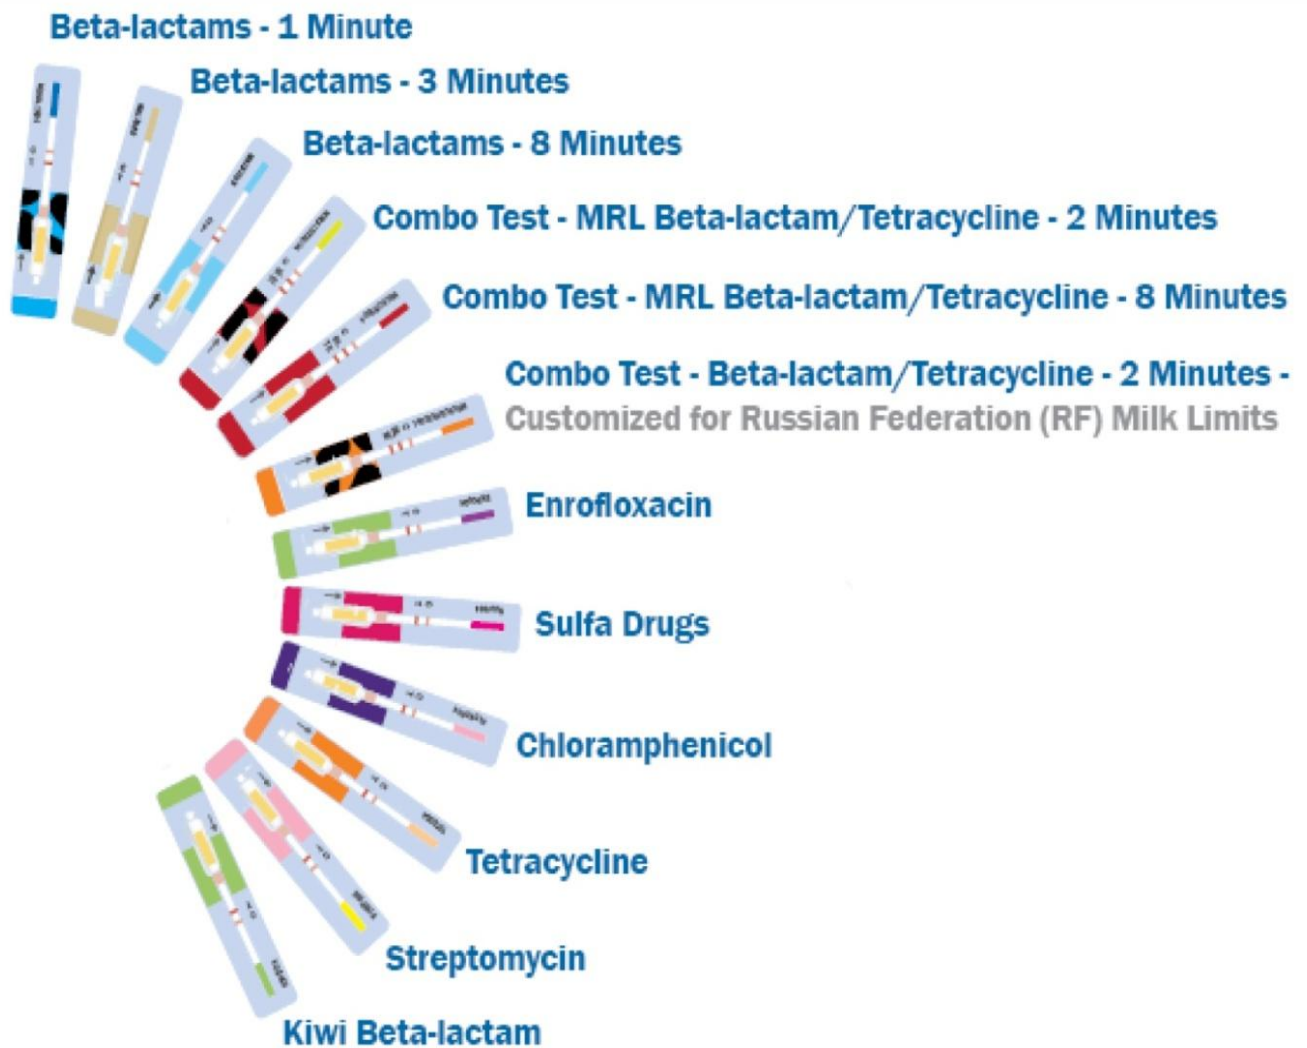 Beta-lactams - 1 Minute
Beta-lactams - 3 Minutes
Beta-lactams - 8 Minutes
Combo Test - MRL Beta-lactam/Tetracycline - 2 Minutes
Combo Test - MRL Beta-lactam/Tetracycline - 8 Minutes
Combo Test - Beta-lactam/Tetracycline - 2 Minutes -
Customized for Russian Federation (RF) Milk Limits
Enrofloxacin
Sulfa Drugs
Chloramphenicol
Tetracycline
Streptomycin
Kiwi Beta-lactam